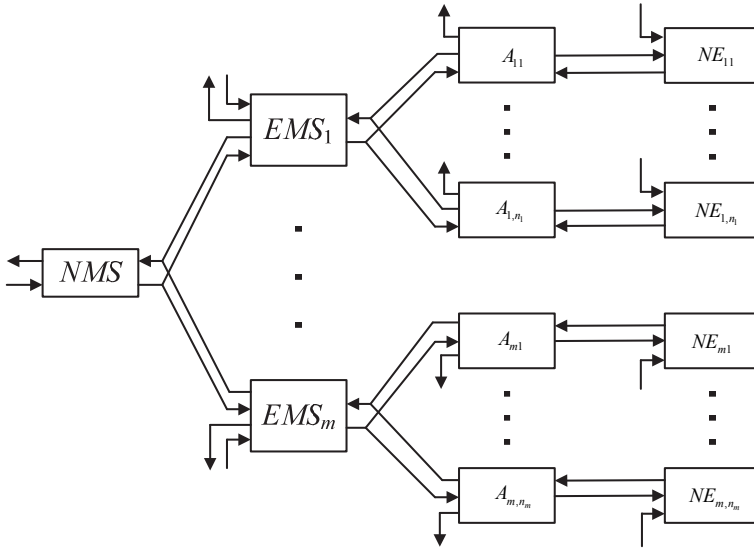 A₁₁ NE₁₁
EMS₁
A₁,ₙ₁ NE₁,ₙ₁
NMS
Aₘ₁ NEₘ₁
EMSₘ
Aₘ,ₙₘ NEₘ,ₙₘ